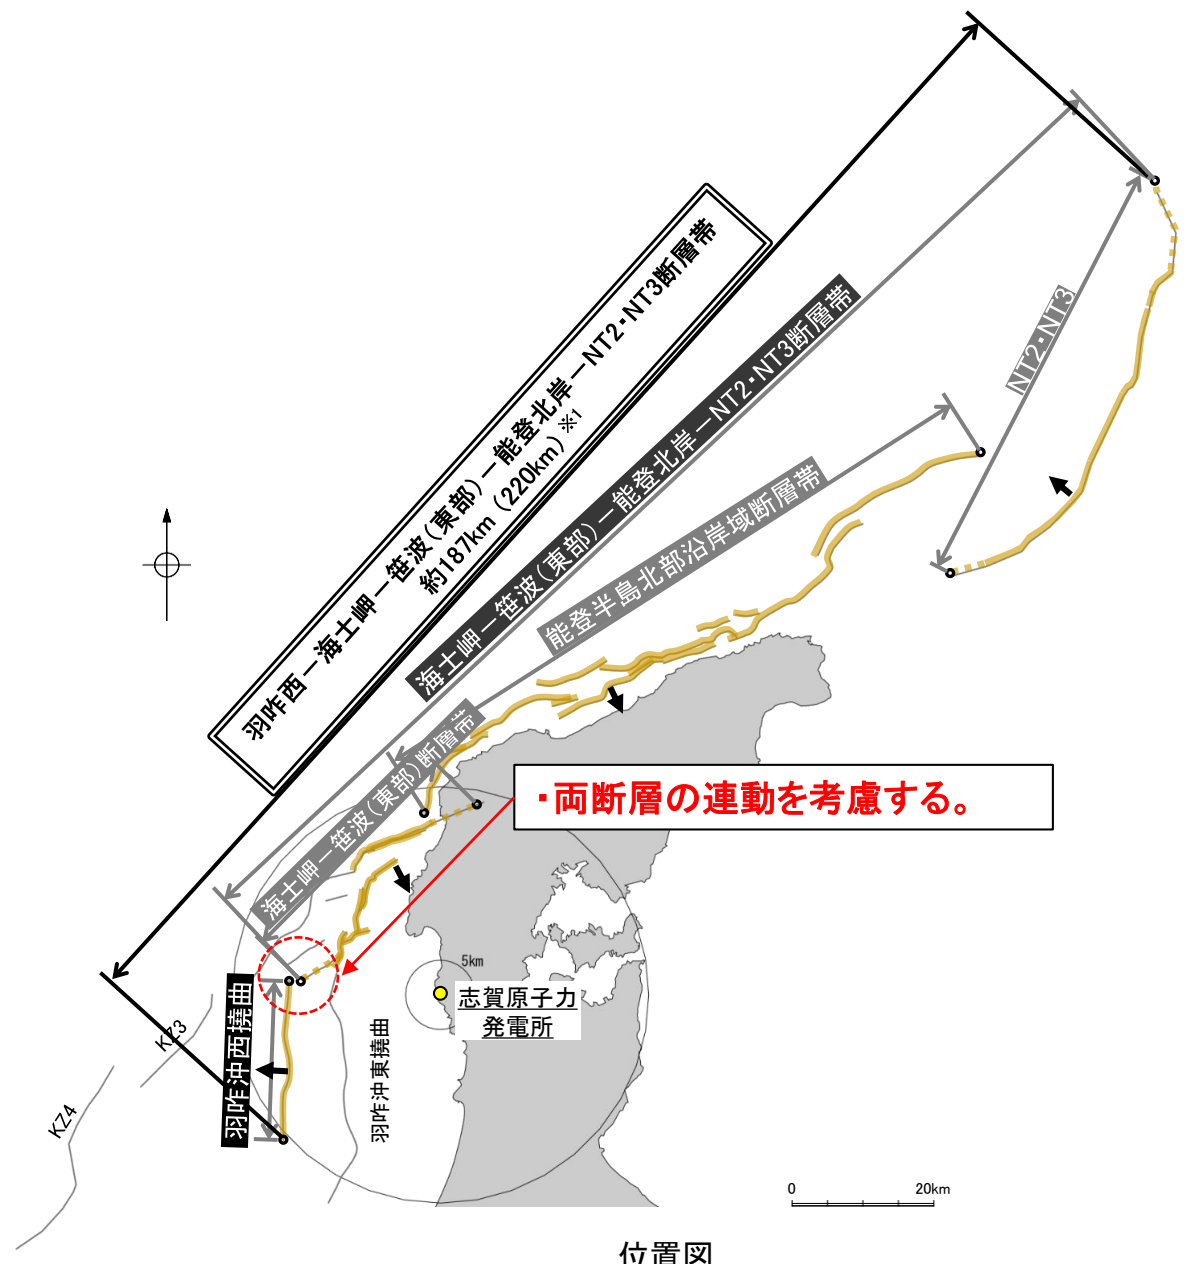 羽咋西－海士岬－笹波(東部)－能登北岸－NT2・NT3断層帯
約187km (220km)※1
海士岬－笹波(東部)－能登北岸－NT2・NT3断層帯
NT2・NT3
能登半島北部沿岸域断層帯
海士岬－笹波(東部)断層帯
・両断層の連動を考慮する。
5km
志賀原子力
発電所
羽咋沖西撓曲
羽咋沖東撓曲
KZ3
KZ4
0 20km
位置図